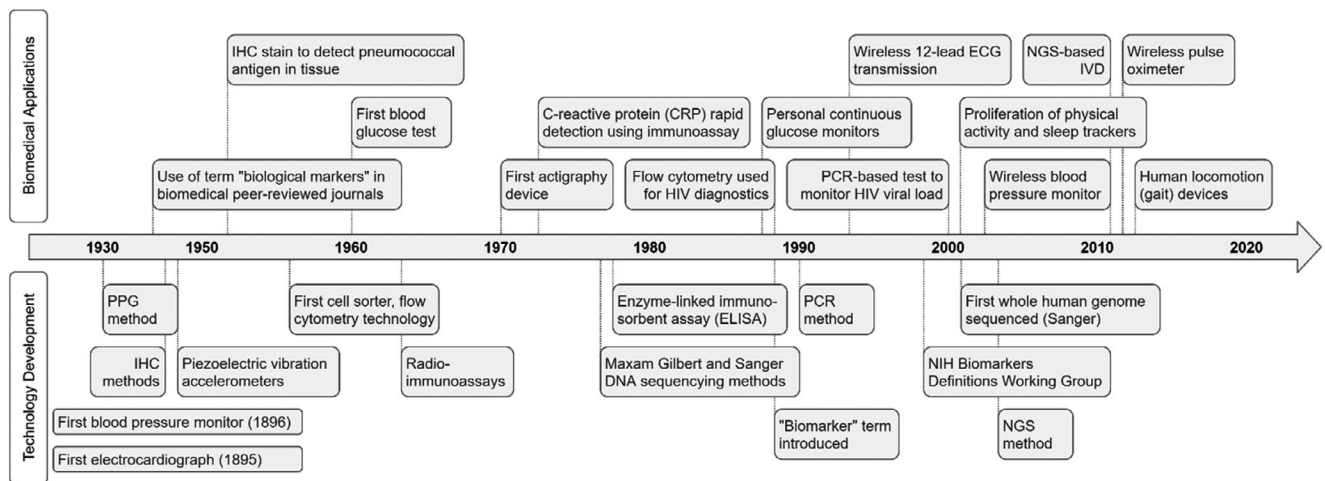 Biomedical Applications
IHC stain to detect pneumococcal
antigen in tissue
Wireless 12-lead ECG
transmission
NGS-based
IVD
Wireless pulse
oximeter
First blood
glucose test
C-reactive protein (CRP) rapid
detection using immunoassay
Personal continuous
glucose monitors
Proliferation of physical
activity and sleep trackers
Use of term "biological markers" in
biomedical peer-reviewed journals
First actigraphy
device
Flow cytometry used
for HIV diagnostics
PCR-based test to
monitor HIV viral load
Wireless blood
pressure monitor
Human locomotion
(gait) devices
1930 1950 1960 1970 1980 1990 2000 2010 2020
Technology Development
PPG
method
First cell sorter, flow
cytometry technology
Enzyme-linked immuno-
sorbent assay (ELISA)
PCR
method
First whole human genome
sequenced (Sanger)
IHC
methods
Piezoelectric vibration
accelerometers
Radio-
immunoassays
Maxam Gilbert and Sanger
DNA sequencying methods
NIH Biomarkers
Definitions Working Group
First blood pressure monitor (1896)
"Biomarker" term
introduced
NGS
method
First electrocardiograph (1895)